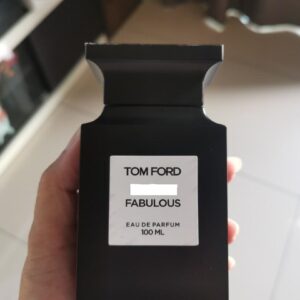 TOM FORD
FABULOUS
EAU DE PARFUM
100 ML